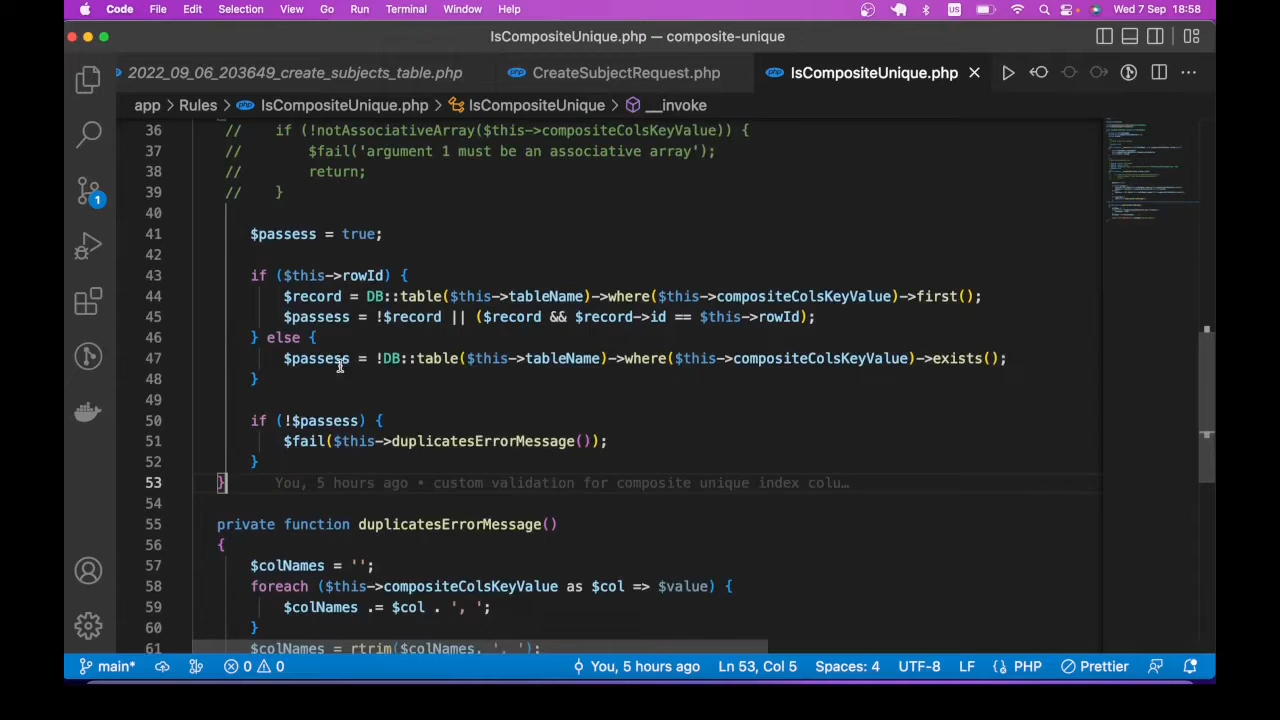 Code File Edit Selection View Go Run Terminal Window Help US Wed 7 Sep 18:58
IsCompositeUnique.php — composite-unique
2022_09_06_203649_create_subjects_table.php php CreateSubjectRequest.php php IsCompositeUnique.php
app > Rules > php IsCompositeUnique.php > IsCompositeUnique > __invoke
36 // if (!notAssociativeArray($this->compositeColsKeyValue)) {
37 // $fail('argument 1 must be an associative array');
38 // return;
39 // }
40
41 $passess = true;
42
43 if ($this->rowId) {
44 $record = DB::table($this->tableName)->where($this->compositeColsKeyValue)->first();
45 $passess = !$record || ($record && $record->id == $this->rowId);
46 } else {
47 $passess = !DB::table($this->tableName)->where($this->compositeColsKeyValue)->exists();
48 }
49
50 if (!$passess) {
51 $fail($this->duplicatesErrorMessage());
52 }
53 } You, 5 hours ago • custom validation for composite unique index colu…
54
55 private function duplicatesErrorMessage()
56 {
57 $colNames = '';
58 foreach ($this->compositeColsKeyValue as $col => $value) {
59 $colNames .= $col . ', ';
60 }
61 $colNames = rtrim($colNames, ', ');
1
main* 0 0 You, 5 hours ago Ln 53, Col 5 Spaces: 4 UTF-8 LF PHP Prettier